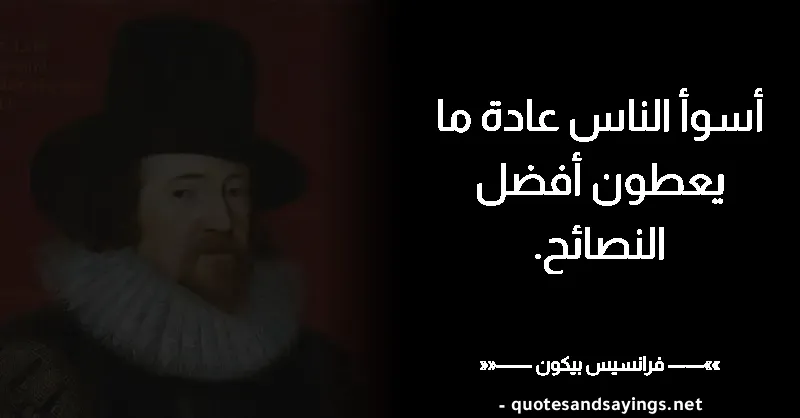 أسوأ الناس عادة ما
يعطون أفضل
النصائح.
»»—— فرانسيس بيكون ——««
- quotesandsayings.net